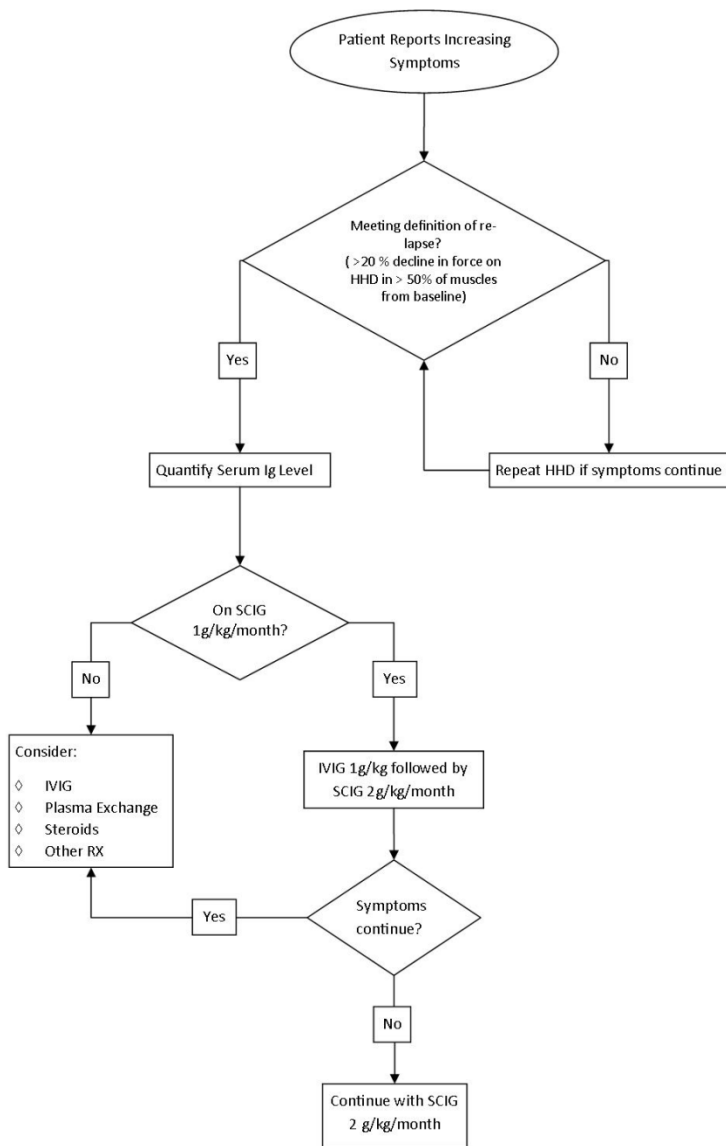 Patient Reports Increasing
Symptoms
Meeting definition of re-
lapse?
( >20 % decline in force on
HHD in > 50% of muscles
from baseline)
Yes
No
Quantify Serum Ig Level
Repeat HHD if symptoms continue
On SCIG
1g/kg/month?
No
Yes
Consider:
◊ IVIG
◊ Plasma Exchange
◊ Steroids
◊ Other RX
IVIG 1g/kg followed by
SCIG 2g/kg/month
Symptoms
continue?
Yes
No
Continue with SCIG
2 g/kg/month